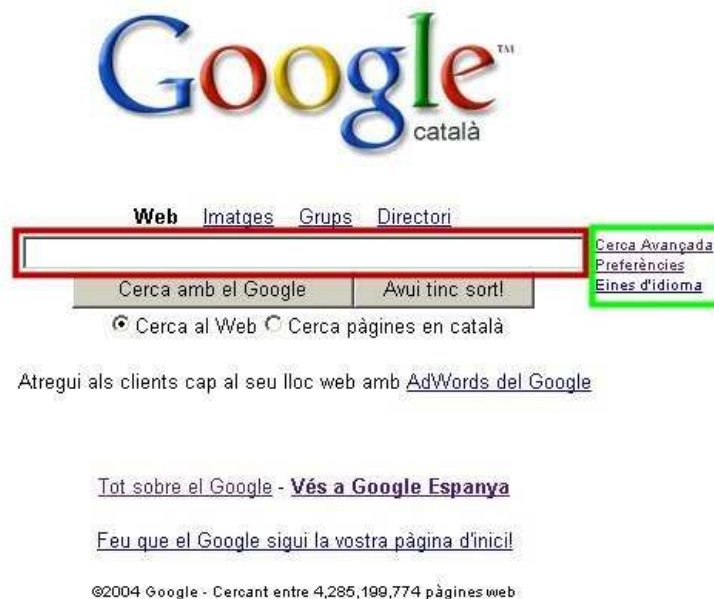 Google™
català
Web Imatges Grups Directori
Cerca Avançada
Preferències
Eines d'idioma
Cerca amb el Google Avui tinc sort!
Cerca al Web Cerca pàgines en català
Atregui als clients cap al seu lloc web amb AdWords del Google
Tot sobre el Google - Vés a Google Espanya
Feu que el Google sigui la vostra pàgina d'inici!
©2004 Google - Cercant entre 4,285,199,774 pàgines web